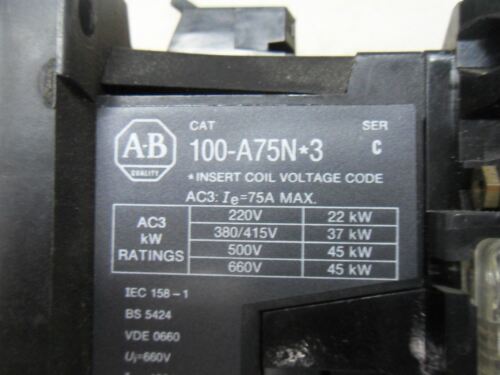 A-B
QUALITY
CAT
SER
100-A75N*3
C
*INSERT COIL VOLTAGE CODE
AC3: Ie=75A MAX.
AC3 kW RATINGS
220V 22 kW
380/415V 37 kW
500V 45 kW
660V 45 kW
IEC 158-1
BS 5424
VDE 0660
Ui=660V